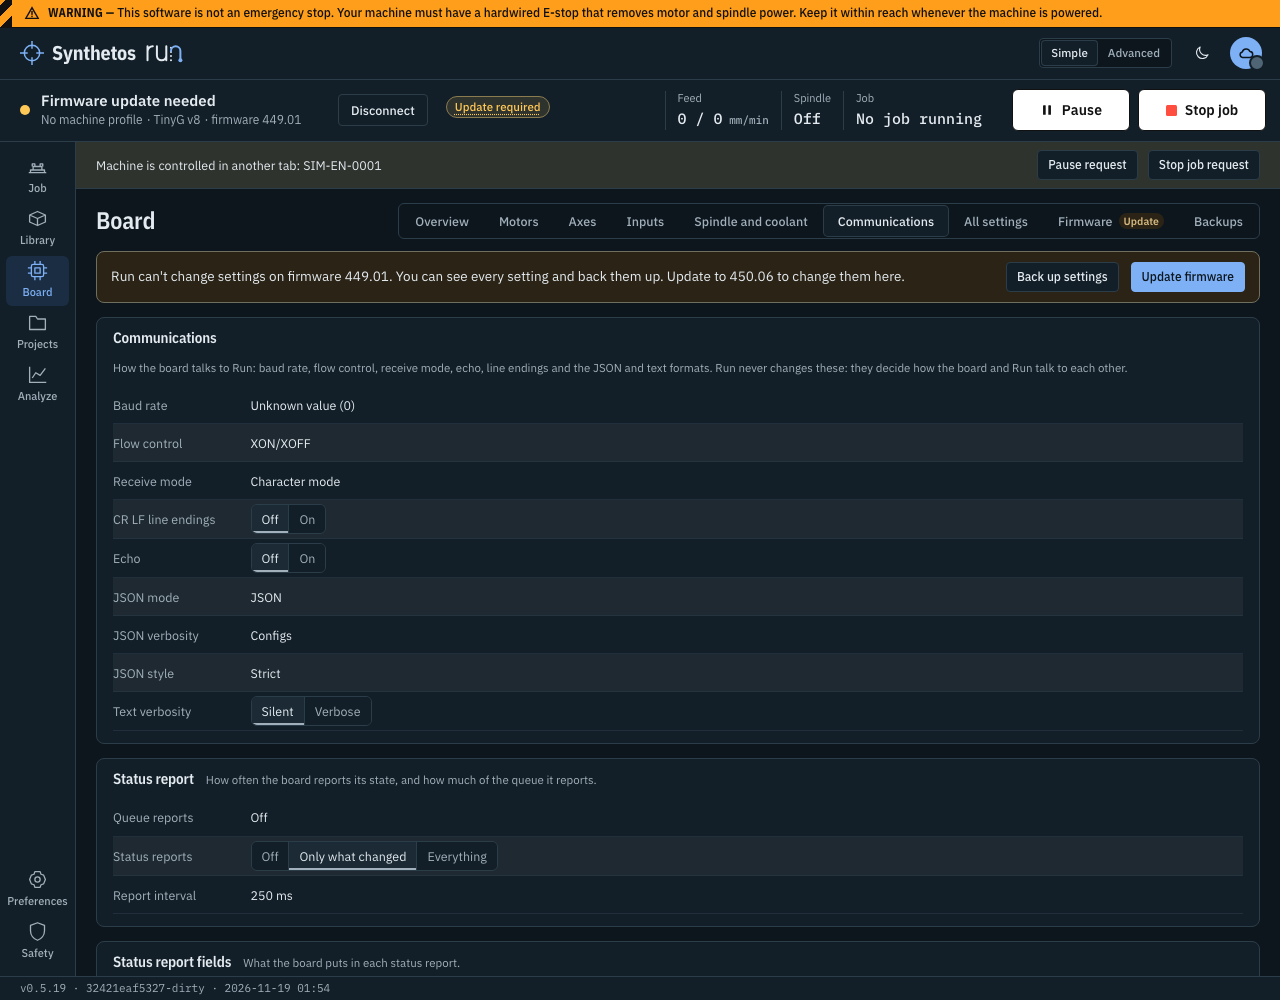 WARNING — This software is not an emergency stop. Your machine must have a hardwired E-stop that removes motor and spindle power. Keep it within reach whenever the machine is powered.
Synthetos run
Simple Advanced
Firmware update needed
No machine profile · TinyG v8 · firmware 449.01
Disconnect
Update required
Feed
0 / 0 mm/min
Spindle
Off
Job
No job running
Pause
Stop job
Machine is controlled in another tab: SIM-EN-0001
Pause request
Stop job request
Job
Library
Board
Projects
Analyze
Preferences
Safety
Board
Overview Motors Axes Inputs Spindle and coolant Communications All settings Firmware Update Backups
Run can't change settings on firmware 449.01. You can see every setting and back them up. Update to 450.06 to change them here.
Back up settings
Update firmware
Communications
How the board talks to Run: baud rate, flow control, receive mode, echo, line endings and the JSON and text formats. Run never changes these: they decide how the board and Run talk to each other.
Baud rate Unknown value (0)
Flow control XON/XOFF
Receive mode Character mode
CR LF line endings Off On
Echo Off On
JSON mode JSON
JSON verbosity Configs
JSON style Strict
Text verbosity Silent Verbose
Status report How often the board reports its state, and how much of the queue it reports.
Queue reports Off
Status reports Off Only what changed Everything
Report interval 250 ms
Status report fields What the board puts in each status report.
v0.5.19 · 32421eaf5327-dirty · 2026-11-19 01:54